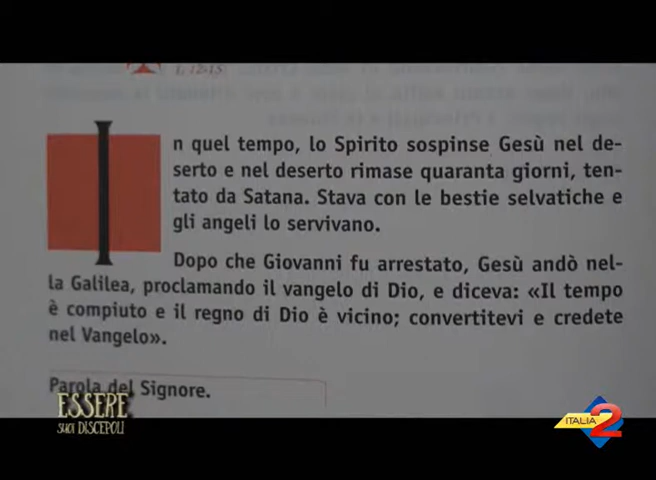 1,12-15
In quel tempo, lo Spirito sospinse Gesù nel de-
serto e nel deserto rimase quaranta giorni, ten-
tato da Satana. Stava con le bestie selvatiche e
gli angeli lo servivano.
Dopo che Giovanni fu arrestato, Gesù andò nel-
la Galilea, proclamando il vangelo di Dio, e diceva: «Il tempo
è compiuto e il regno di Dio è vicino; convertitevi e credete
nel Vangelo».
Parola del Signore.
ESSERE
SUOI DISCEPOLI
ITALIA 2